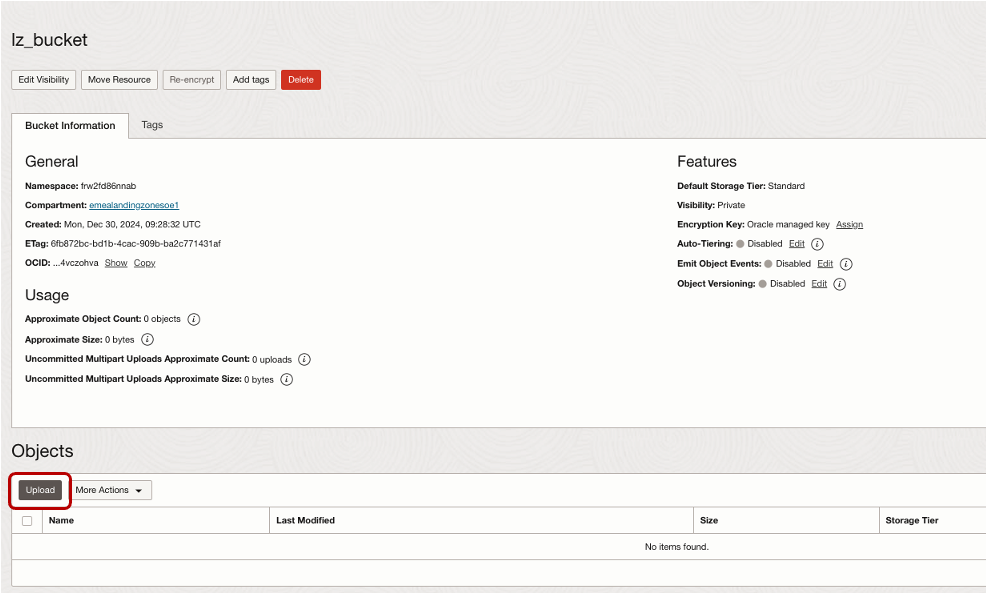 lz_bucket
Edit Visibility Move Resource Re-encrypt Add tags Delete
Bucket Information Tags
General
Namespace: frw2fd86nnab
Compartment: emealandingzonesoe1
Created: Mon, Dec 30, 2024, 09:28:32 UTC
ETag: 6fb872bc-bd1b-4cac-909b-ba2c771431af
OCID: ...4vczohva Show Copy
Usage
Approximate Object Count: 0 objects i
Approximate Size: 0 bytes i
Uncommitted Multipart Uploads Approximate Count: 0 uploads i
Uncommitted Multipart Uploads Approximate Size: 0 bytes i
Features
Default Storage Tier: Standard
Visibility: Private
Encryption Key: Oracle managed key Assign
Auto-Tiering: Disabled Edit i
Emit Object Events: Disabled Edit i
Object Versioning: Disabled Edit i
Objects
Upload More Actions
Name Last Modified Size Storage Tier
No items found.